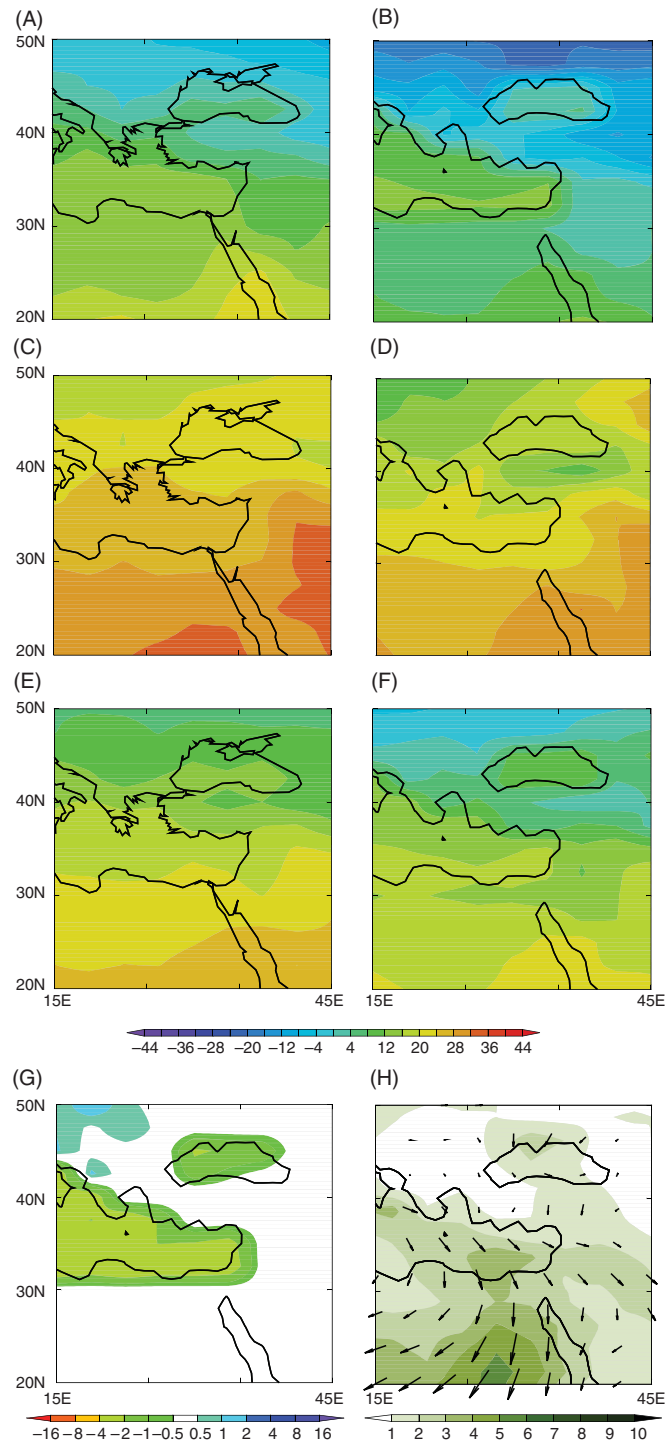 (A)
(B)
50N
40N
30N
20N
(C)
(D)
50N
40N
30N
20N
(E)
(F)
50N
40N
30N
20N
15E
45E
15E
45E
−44 −36 −28 −20 −12 −4 4 12 20 28 36 44
(G)
(H)
50N
40N
30N
20N
15E
45E
15E
45E
−16 −8 −4 −2 −1 −0.5 0.5 1 2 4 8 16
1 2 3 4 5 6 7 8 9 10